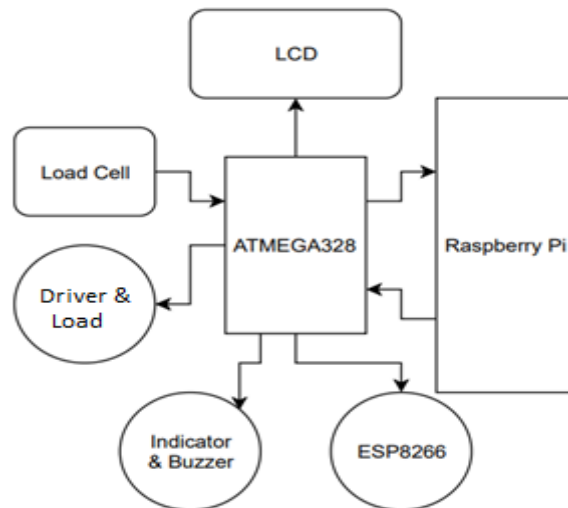 LCD
Load Cell
ATMEGA328
Raspberry Pi
Driver &
Load
Indicator
& Buzzer
ESP8266